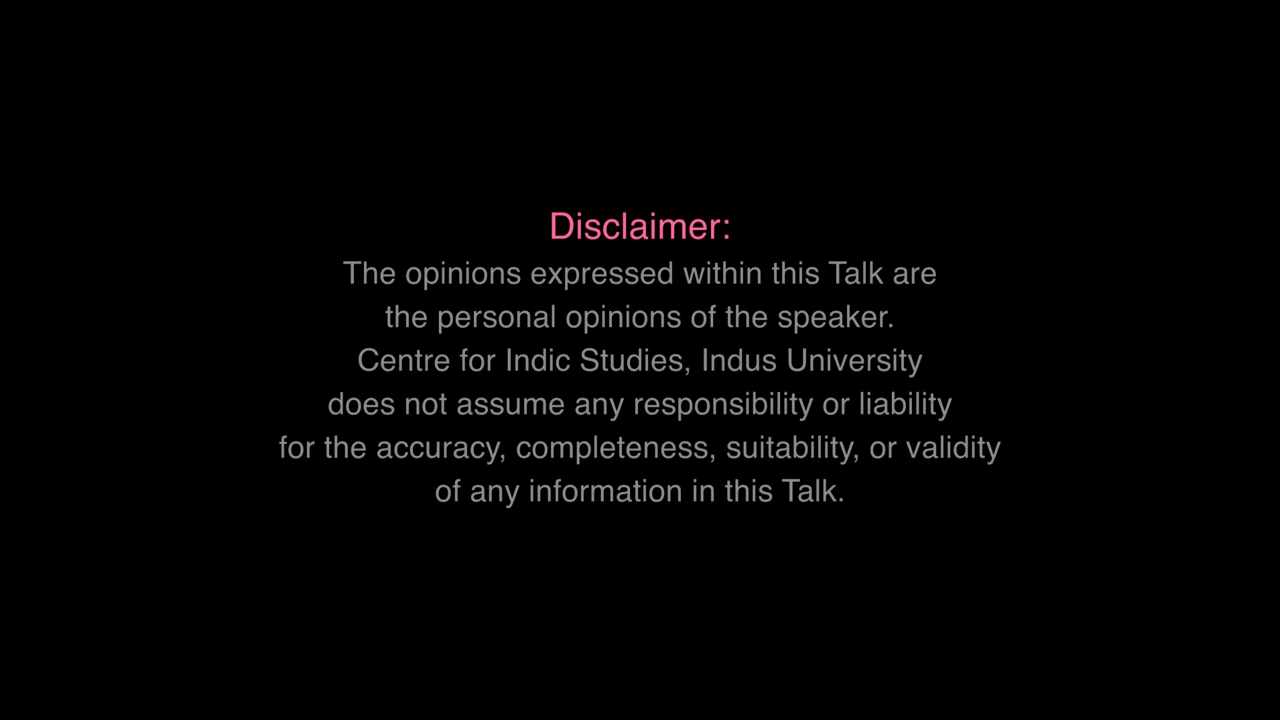 Disclaimer:
The opinions expressed within this Talk are
the personal opinions of the speaker.
Centre for Indic Studies, Indus University
does not assume any responsibility or liability
for the accuracy, completeness, suitability, or validity
of any information in this Talk.